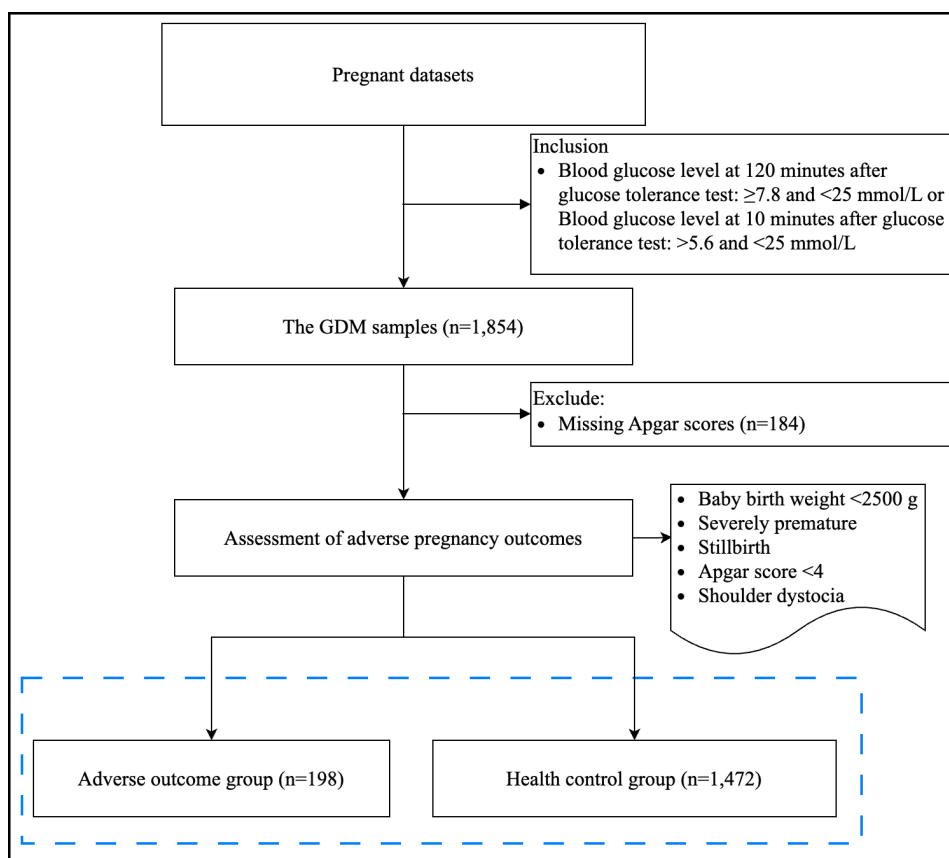 Pregnant datasets
Inclusion
• Blood glucose level at 120 minutes after
glucose tolerance test: ≥7.8 and <25 mmol/L or
Blood glucose level at 10 minutes after glucose
tolerance test: >5.6 and <25 mmol/L
The GDM samples (n=1,854)
Exclude:
• Missing Apgar scores (n=184)
Assessment of adverse pregnancy outcomes
• Baby birth weight <2500 g
• Severely premature
• Stillbirth
• Apgar score <4
• Shoulder dystocia
Adverse outcome group (n=198)
Health control group (n=1,472)